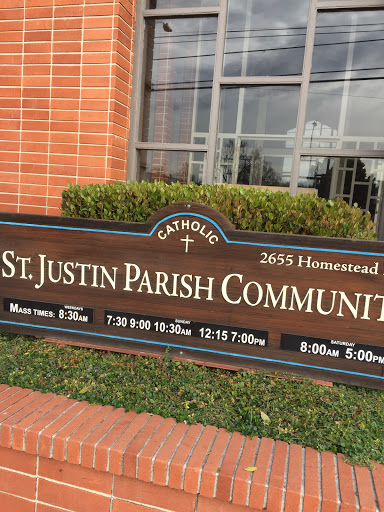 CATHOLIC
2655 Homestead
ST. JUSTIN PARISH COMMUNIT
WEEKDAYS SUNDAY SATURDAY
MASS TIMES: 8:30AM 7:30 9:00 10:30AM 12:15 7:00PM 8:00AM 5:00PM